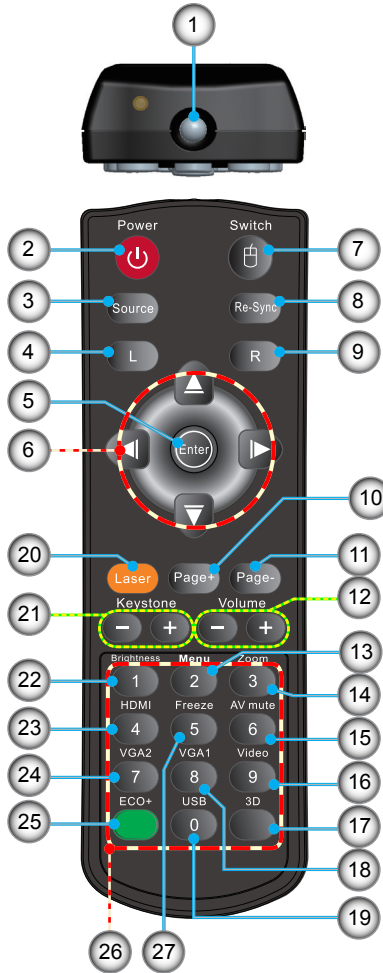 1
Power Switch
2 7
3 Source Re-Sync 8
4 L R 9
5 Enter
6
10
20 11
Laser Page+ Page-
21 Keystone Volume 12
− + − +
Brightness Menu Zoom 13
22 1 2 3 14
HDMI Freeze AV mute
23 4 5 6 15
VGA2 VGA1 Video
24 7 8 9 16
ECO+ USB 3D
25 0 17
18
19
26 27